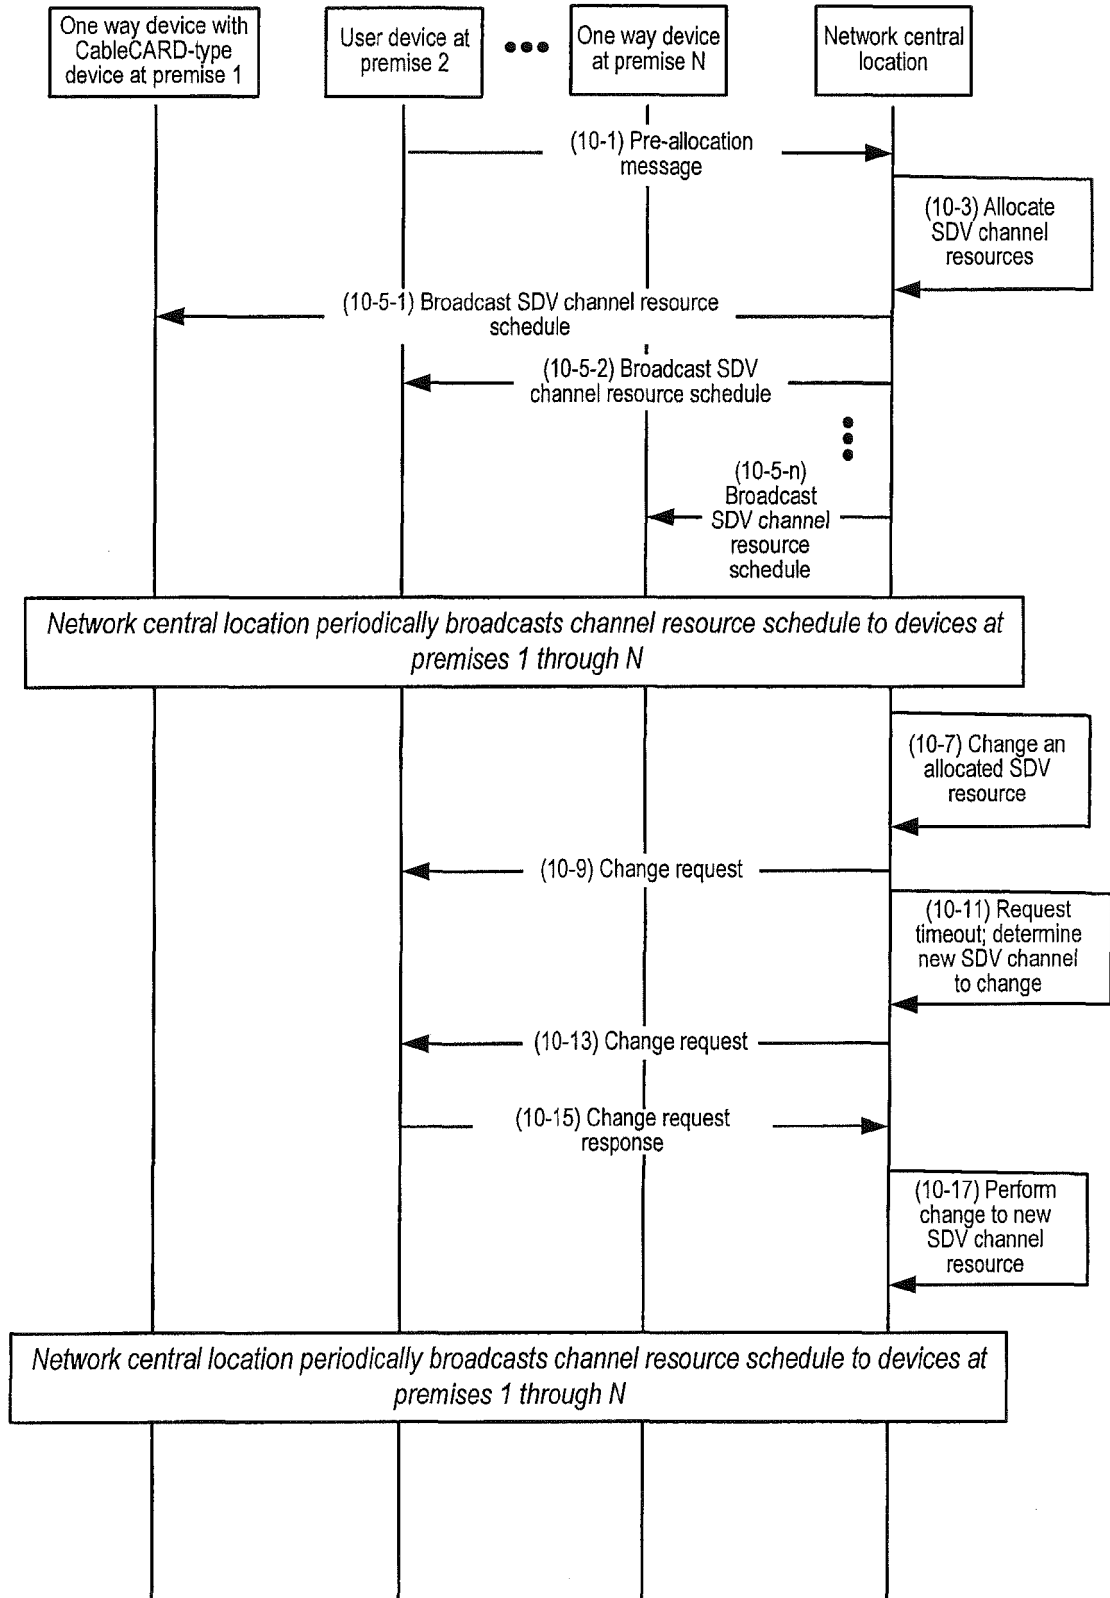 One way device with
CableCARD-type
device at premise 1
User device at
premise 2
One way device
at premise N
Network central
location
(10-1) Pre-allocation
message
(10-3) Allocate
SDV channel
resources
(10-5-1) Broadcast SDV channel resource
schedule
(10-5-2) Broadcast SDV
channel resource schedule
(10-5-n)
Broadcast
SDV channel
resource
schedule
Network central location periodically broadcasts channel resource schedule to devices at
premises 1 through N
(10-7) Change an
allocated SDV
resource
(10-9) Change request
(10-11) Request
timeout; determine
new SDV channel
to change
(10-13) Change request
(10-15) Change request
response
(10-17) Perform
change to new
SDV channel
resource
Network central location periodically broadcasts channel resource schedule to devices at
premises 1 through N